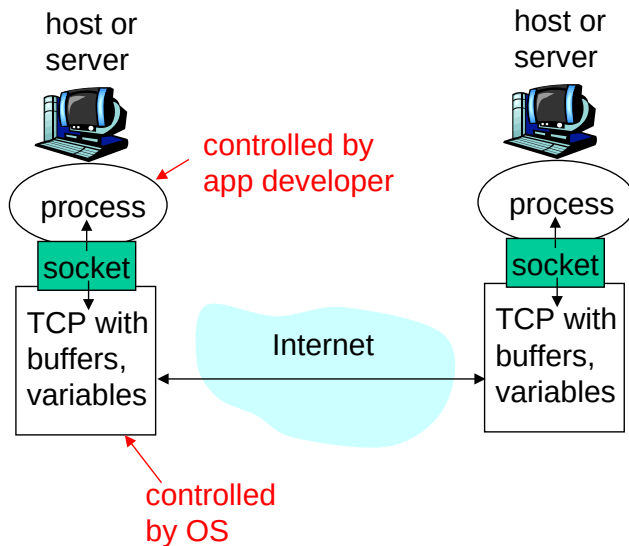 host or
server
host or
server
controlled by
app developer
process
process
socket
socket
TCP with
buffers,
variables
Internet
TCP with
buffers,
variables
controlled
by OS